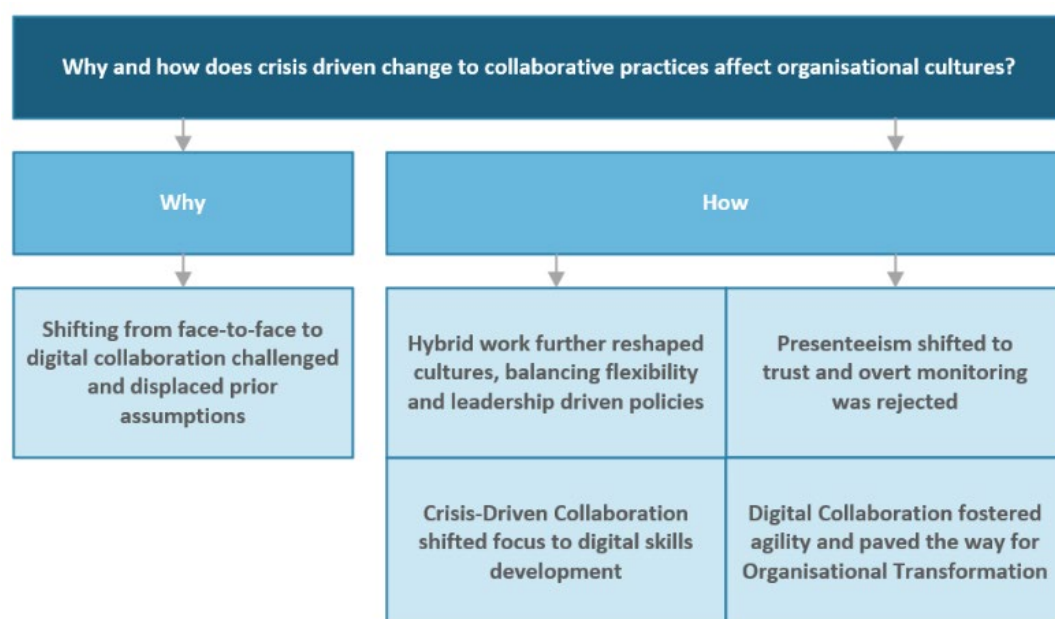 Why and how does crisis driven change to collaborative practices affect organisational cultures?
Why
How
Shifting from face-to-face to
digital collaboration challenged
and displaced prior
assumptions
Hybrid work further reshaped
cultures, balancing flexibility
and leadership driven policies
Presenteeism shifted to
trust and overt monitoring
was rejected
Crisis-Driven Collaboration
shifted focus to digital skills
development
Digital Collaboration fostered
agility and paved the way for
Organisational Transformation